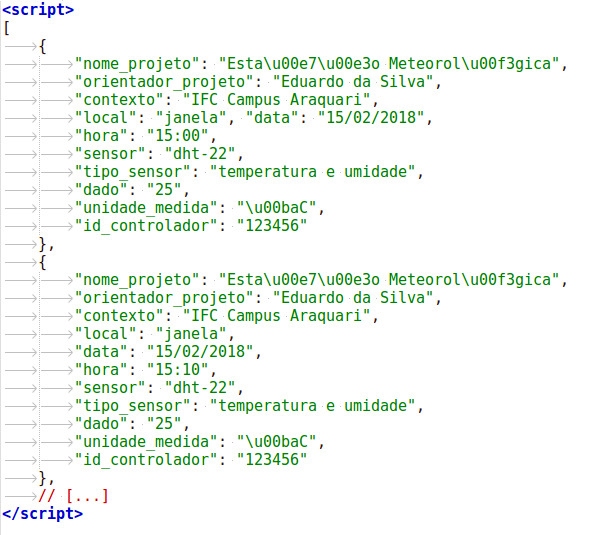 <script>
[
{
"nome_projeto": "Esta\u00e7\u00e3o Meteorol\u00f3gica",
"orientador_projeto": "Eduardo da Silva",
"contexto": "IFC Campus Araquari",
"local": "janela", "data": "15/02/2018",
"hora": "15:00",
"sensor": "dht-22",
"tipo_sensor": "temperatura e umidade",
"dado": "25",
"unidade_medida": "\u00baC",
"id_controlador": "123456"
},
{
"nome_projeto": "Esta\u00e7\u00e3o Meteorol\u00f3gica",
"orientador_projeto": "Eduardo da Silva",
"contexto": "IFC Campus Araquari",
"local": "janela",
"data": "15/02/2018",
"hora": "15:10",
"sensor": "dht-22",
"tipo_sensor": "temperatura e umidade",
"dado": "25",
"unidade_medida": "\u00baC",
"id_controlador": "123456"
},
// [...]
</script>